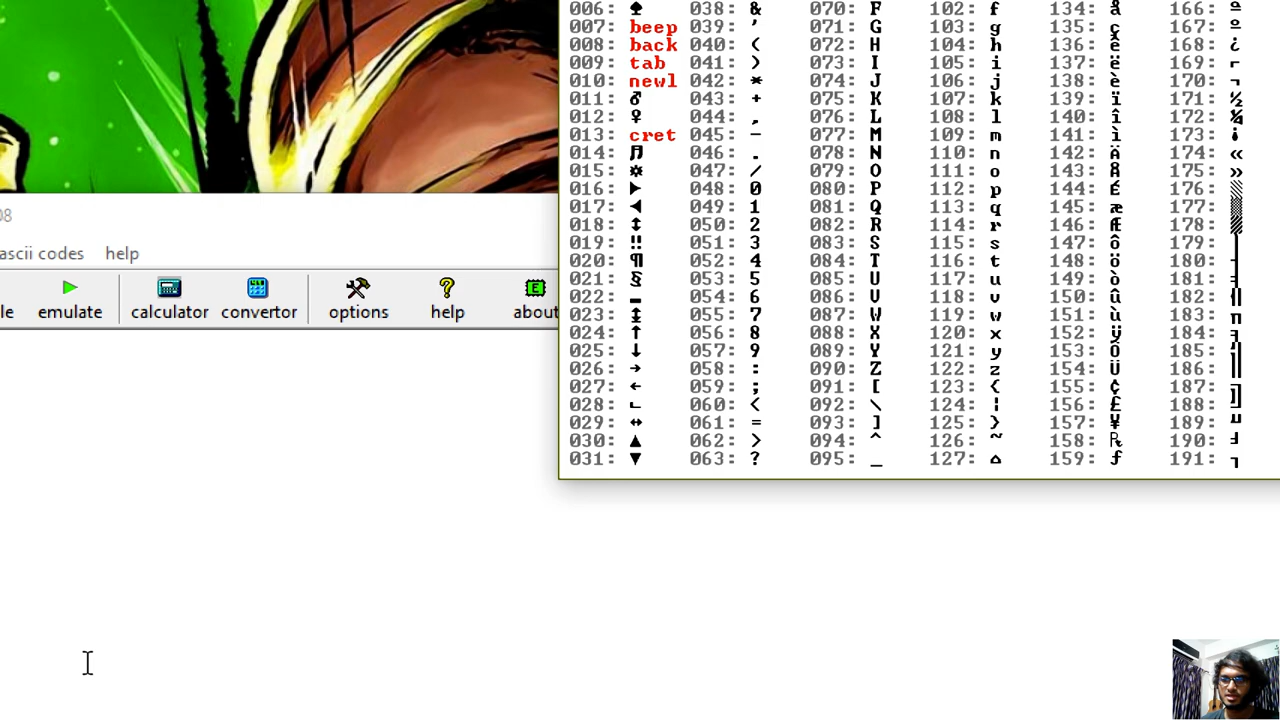 006: ♠ 038: & 070: F 102: f 134: å 166: ª
007: beep 039: ' 071: G 103: g 135: ç 167: º
008: back 040: ( 072: H 104: h 136: ê 168: ¿
009: tab 041: ) 073: I 105: i 137: ë 169: ⌐
010: newl 042: * 074: J 106: j 138: è 170: ¬
011: ♂ 043: + 075: K 107: k 139: ï 171: ½
012: ♀ 044: , 076: L 108: l 140: î 172: ¼
013: cret 045: - 077: M 109: m 141: ì 173: ¡
014: ♫ 046: . 078: N 110: n 142: Ä 174: «
015: ☼ 047: / 079: O 111: o 143: Å 175: »
016: ► 048: 0 080: P 112: p 144: É 176: ░
017: ◄ 049: 1 081: Q 113: q 145: æ 177: ▒
018: ↕ 050: 2 082: R 114: r 146: Æ 178: ▓
019: ‼ 051: 3 083: S 115: s 147: ô 179: │
020: ¶ 052: 4 084: T 116: t 148: ö 180: ┤
021: § 053: 5 085: U 117: u 149: ò 181: ╡
022: ▬ 054: 6 086: V 118: v 150: û 182: ╢
023: ↨ 055: 7 087: W 119: w 151: ù 183: ╖
024: ↑ 056: 8 088: X 120: x 152: ÿ 184: ╕
025: ↓ 057: 9 089: Y 121: y 153: Ö 185: ╣
026: → 058: : 090: Z 122: z 154: Ü 186: ║
027: ← 059: ; 091: [ 123: { 155: ¢ 187: ╗
028: ∟ 060: < 092: \ 124: ¦ 156: £ 188: ╝
029: ↔ 061: = 093: ] 125: } 157: ¥ 189: ╜
030: ▲ 062: > 094: ^ 126: ~ 158: ₧ 190: ╛
031: ▼ 063: ? 095: _ 127: ⌂ 159: ƒ 191: ┐
08
ascii codes help
le emulate calculator convertor options help about